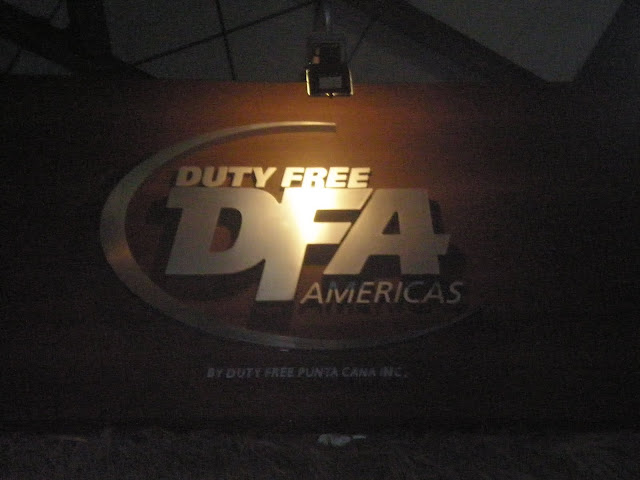 DUTY FREE
DFA
AMERICAS
BY DUTY FREE PUNTA CANA INC.